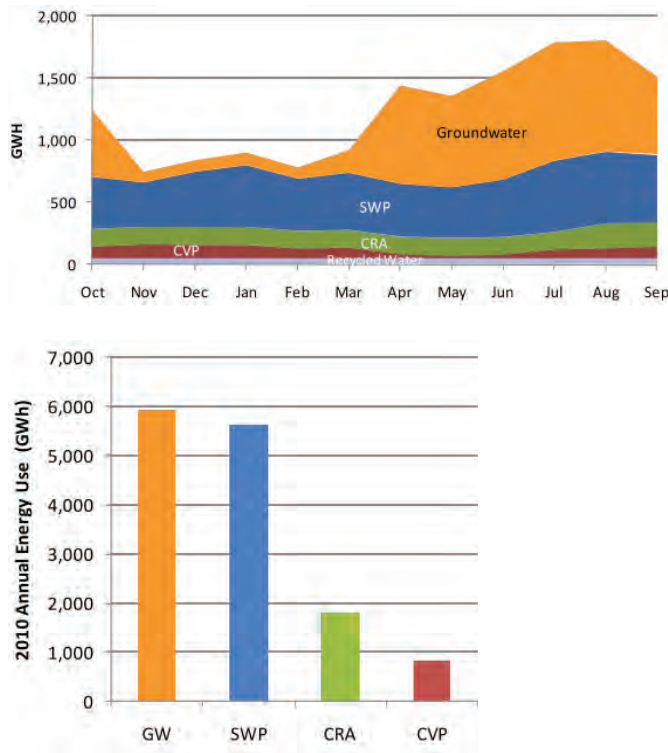 2,000
1,500
1,000
500
0
GWH
Groundwater
SWP
CRA
CVP
Recycled Water
Oct Nov Dec Jan Feb Mar Apr May Jun Jul Aug Sep
7,000
6,000
5,000
4,000
3,000
2,000
1,000
0
2010 Annual Energy Use (GWh)
GW SWP CRA CVP